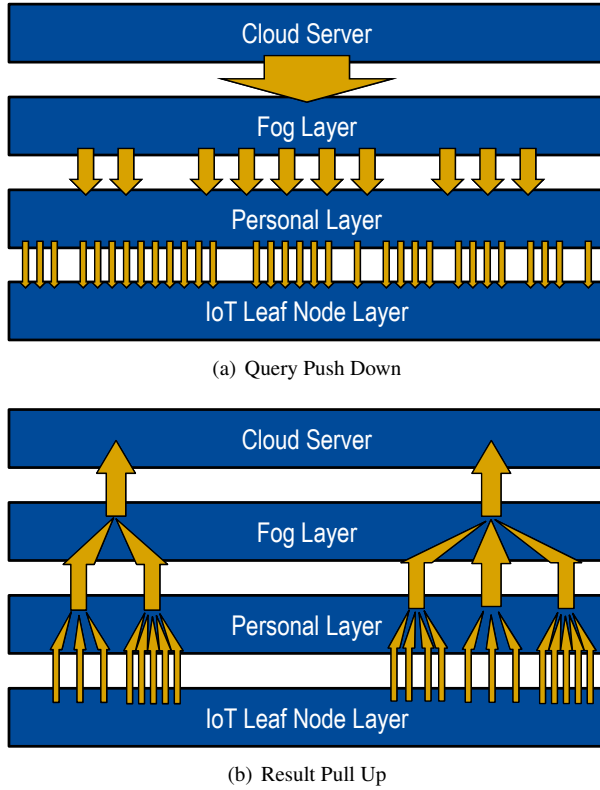 Cloud Server
Fog Layer
Personal Layer
IoT Leaf Node Layer
(a) Query Push Down
Cloud Server
Fog Layer
Personal Layer
IoT Leaf Node Layer
(b) Result Pull Up